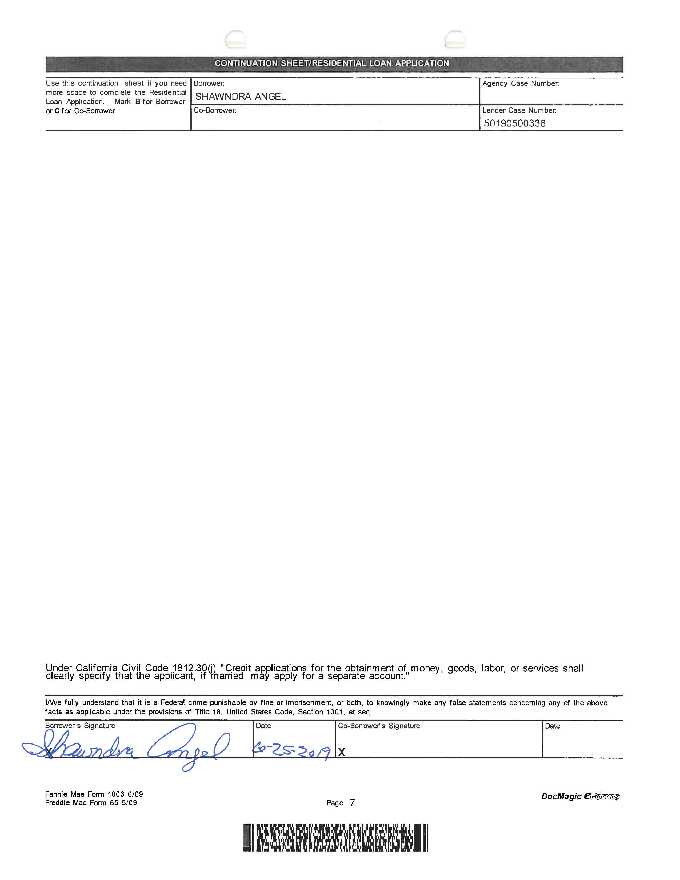 CONTINUATION SHEET/RESIDENTIAL LOAN APPLICATION
Use this continuation sheet if you need
more space to complete the Residential
Loan Application. Mark B for Borrower
or C for Co-Borrower
Borrower:
SHAWNDRA ANGEL
Agency Case Number:
Co-Borrower:
Lender Case Number:
50190500336
Under California Civil Code 1812.30(j) "Credit applications for the obtainment of money, goods, labor, or services shall
clearly specify that the applicant, if married may apply for a separate account."
I/We fully understand that it is a Federal crime punishable by fine or imprisonment, or both, to knowingly make any false statements concerning any of the above
facts as applicable under the provisions of Title 18, United States Code, Section 1001, et seq.
Borrower's Signature
Date
Co-Borrower's Signature
Date
Shawndra Angel
6-25-2019
X
Fannie Mae Form 1003 6/09
Freddie Mac Form 65 6/09
Page 7
DocMagic